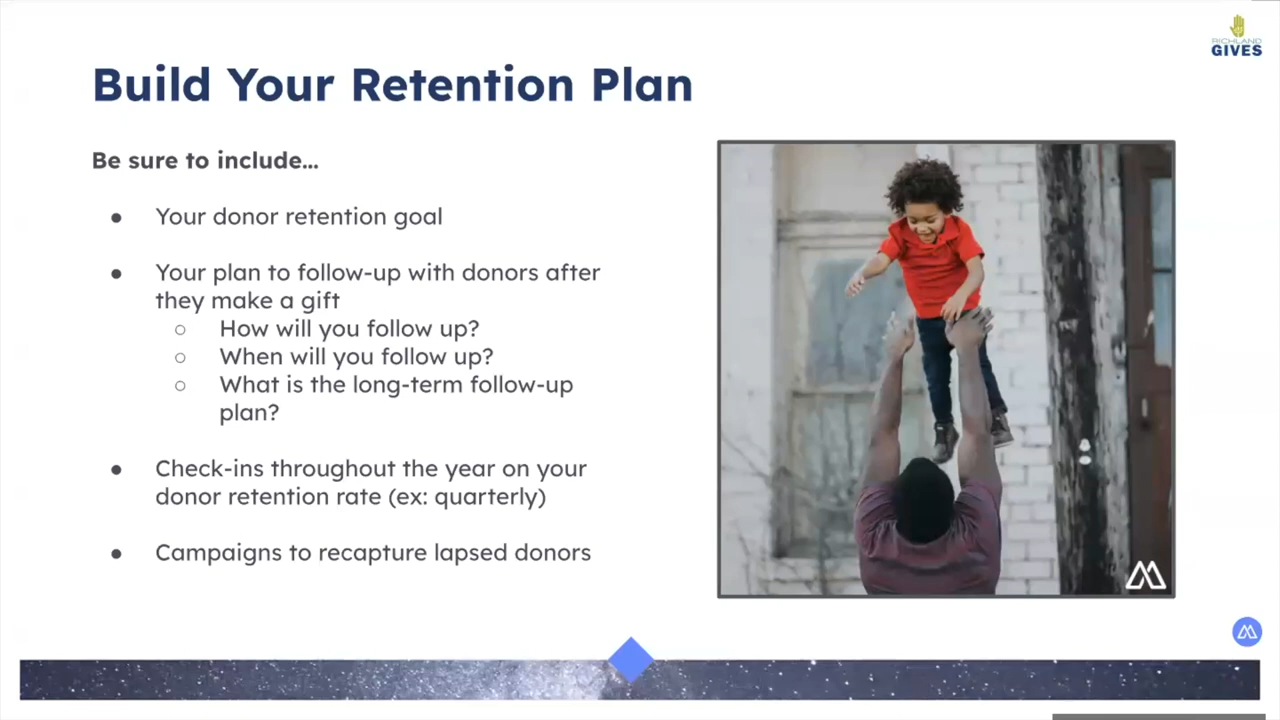 RICHLAND
GIVES
Build Your Retention Plan
Be sure to include...
● Your donor retention goal
● Your plan to follow-up with donors after
they make a gift
○ How will you follow up?
○ When will you follow up?
○ What is the long-term follow-up
plan?
● Check-ins throughout the year on your
donor retention rate (ex: quarterly)
● Campaigns to recapture lapsed donors